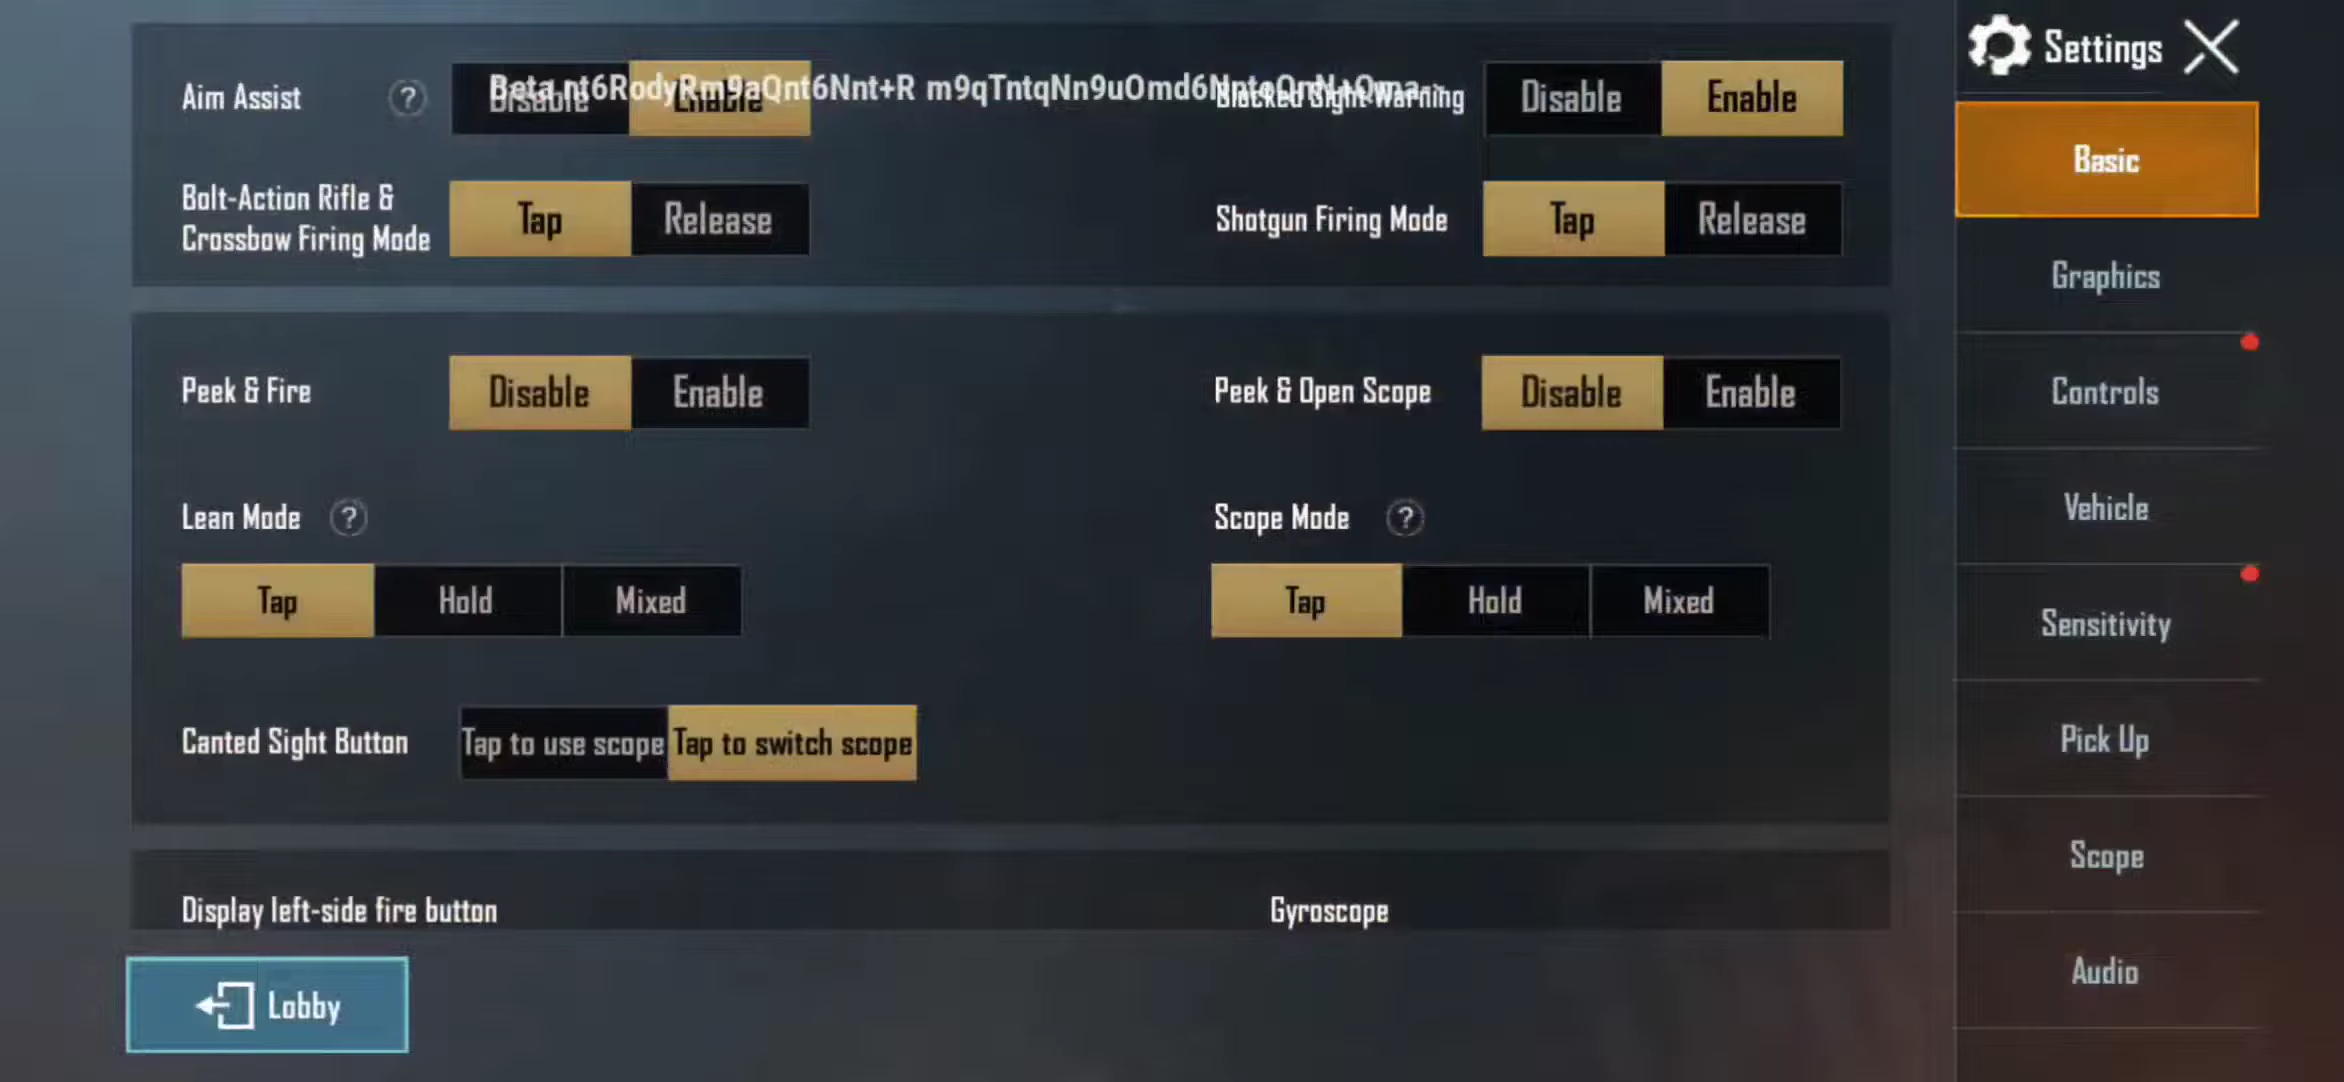 Settings
Aim Assist ? Disable Enable
Blocked Sight Warning Disable Enable
Bolt-Action Rifle &
Crossbow Firing Mode
Tap Release
Shotgun Firing Mode Tap Release
Peek & Fire Disable Enable
Peek & Open Scope Disable Enable
Lean Mode ?
Tap Hold Mixed
Scope Mode ?
Tap Hold Mixed
Canted Sight Button Tap to use scope Tap to switch scope
Display left-side fire button
Gyroscope
Lobby
Basic
Graphics
Controls
Vehicle
Sensitivity
Pick Up
Scope
Audio